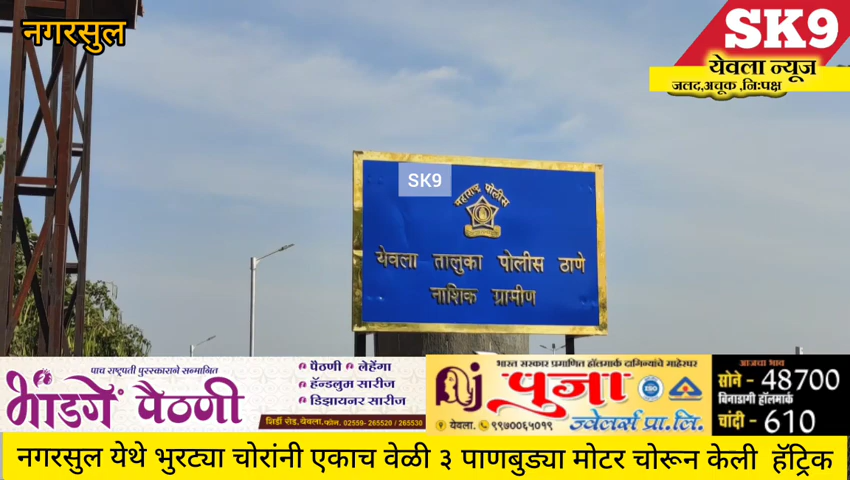 नगरसुल
SK9
येवला न्यूज
जलद,अचूक ,नि:पक्ष
SK9
महाराष्ट्र पोलीस
येवला तालुका पोलीस ठाणे
नाशिक ग्रामीण
पाच राष्ट्रपती पुरस्काराने सन्मानित
भांडगे पैठणी
पैठणी
लेहेंगा
हॅन्डलुम सारीज
डिझायनर सारीज
शिर्डी रोड, येवला.फोन. 02559- 265520 / 265530
भारत सरकार प्रमाणित हॉलमार्क दागिन्यांचे माहेरघर
पुजा
ज्वेलर्स प्रा.लि.
येवला.
९९७००६५०१९
आजचा भाव
सोने - 48700
बिनाडागी हॉलमार्क
चांदी - 610
नगरसुल येथे भुरट्या चोरांनी एकाच वेळी ३ पाणबुड्या मोटर चोरून केली हॅट्रिक